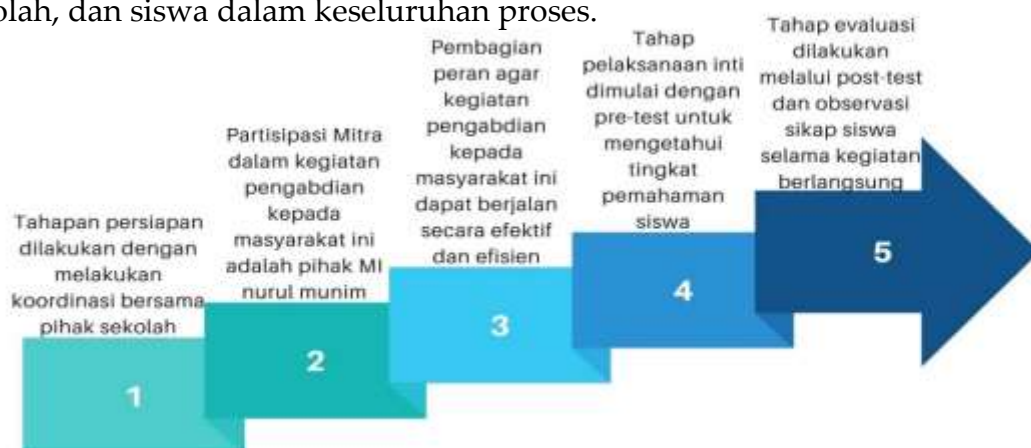 olah, dan siswa dalam keseluruhan proses.
Tahapan persiapan
dilakukan dengan
melakukan
koordinasi bersama
pihak sekolah
1
Partisipasi Mitra
dalam kegiatan
pengabdian
kepada
masyarakat ini
adalah pihak MI
nurul munim
2
Pembagian
peran agar
kegiatan
pengabdian
kepada
masyarakat ini
dapat berjalan
secara efektif
dan efisien
3
Tahap
pelaksanaan inti
dimulai dengan
pre-test untuk
mengetahui
tingkat
pemahaman
siswa
4
Tahap evaluasi
dilakukan
melalui post-test
dan observasi
sikap siswa
selama kegiatan
berlangsung
5